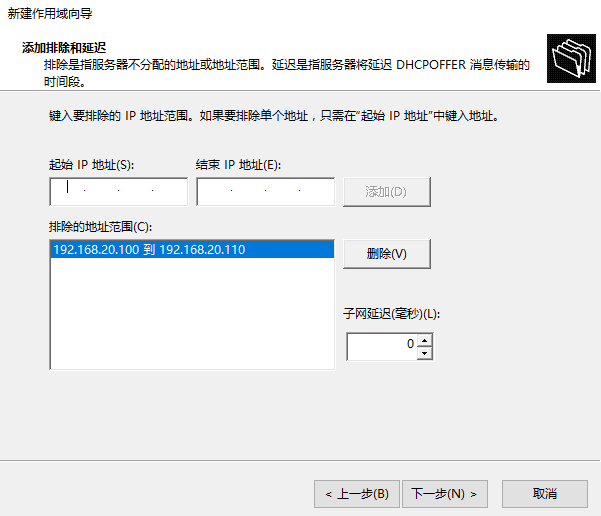 新建作用域向导
添加排除和延迟
排除是指服务器不分配的地址或地址范围。延迟是指服务器将延迟 DHCPOFFER 消息传输的
时间段。
键入要排除的 IP 地址范围。如果要排除单个地址，只需在"起始 IP 地址"中键入地址。
起始 IP 地址(S):
结束 IP 地址(E):
添加(D)
排除的地址范围(C):
192.168.20.100 到 192.168.20.110
删除(V)
子网延迟(毫秒)(L):
0
< 上一步(B)
下一步(N) >
取消